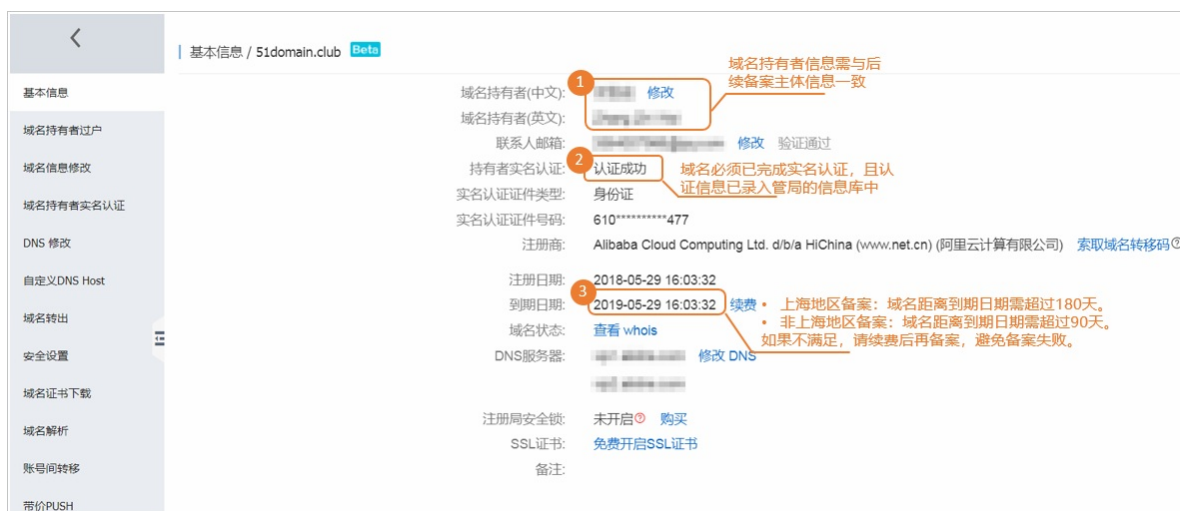 基本信息 / 51domain.club Beta
基本信息
域名持有者过户
域名信息修改
域名持有者实名认证
DNS 修改
自定义DNS Host
域名转出
安全设置
域名证书下载
域名解析
账号间转移
带价PUSH
域名持有者信息需与后
续备案主体信息一致
1
域名持有者(中文): 修改
域名持有者(英文):
联系人邮箱: 修改 验证通过
2
持有者实名认证: 认证成功
域名必须已完成实名认证，且认
证信息已录入管局的信息库中
实名认证证件类型: 身份证
实名认证证件号码: 610**********477
注册商: Alibaba Cloud Computing Ltd. d/b/a HiChina (www.net.cn) (阿里云计算有限公司) 索取域名转移码
注册日期: 2018-05-29 16:03:32
3
到期日期: 2019-05-29 16:03:32 续费
• 上海地区备案：域名距离到期日期需超过180天。
• 非上海地区备案：域名距离到期日期需超过90天。
如果不满足，请续费后再备案，避免备案失败。
域名状态: 查看 whois
DNS服务器: 修改 DNS
注册局安全锁: 未开启 购买
SSL证书: 免费开启SSL证书
备注: